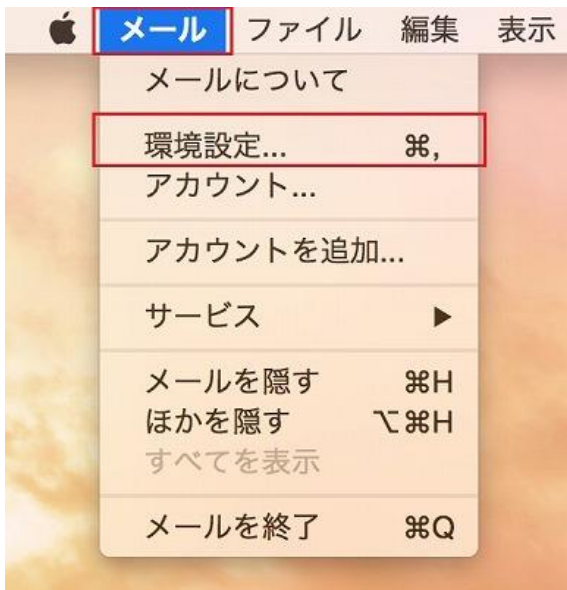 メール ファイル 編集 表示
メールについて
環境設定... ⌘,
アカウント...
アカウントを追加...
サービス ▶
メールを隠す ⌘H
ほかを隠す ⌥⌘H
すべてを表示
メールを終了 ⌘Q